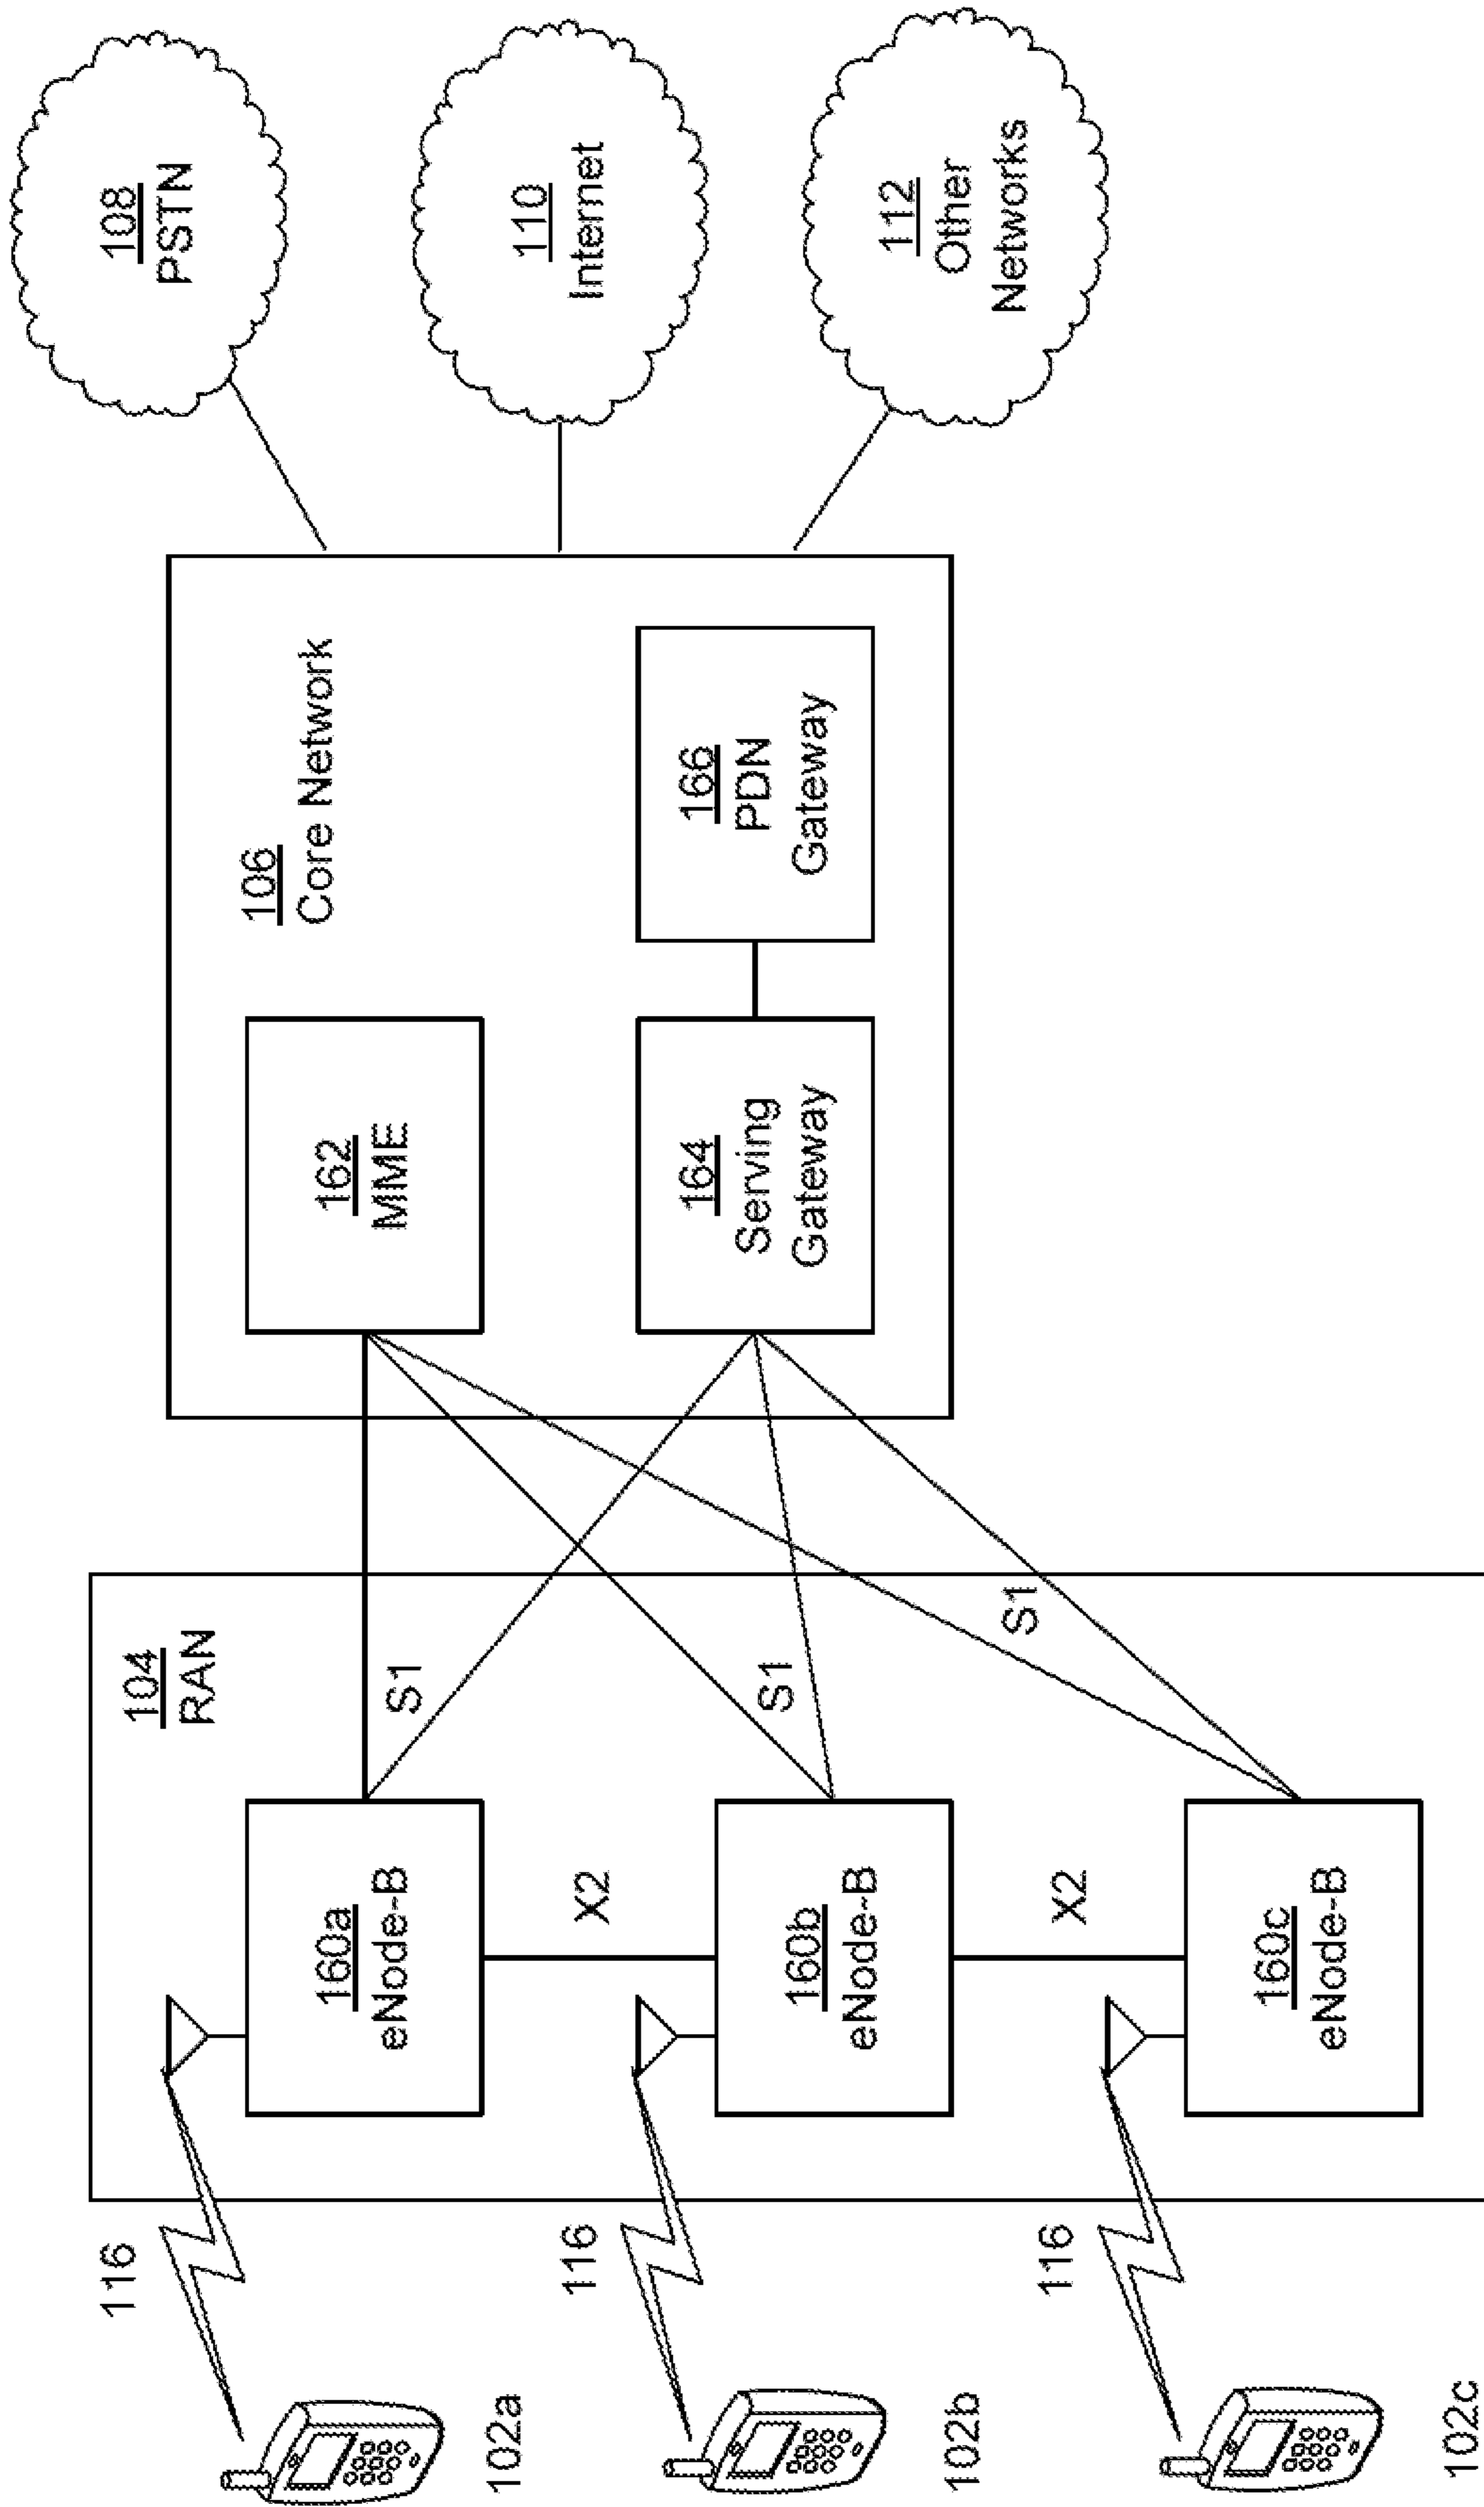 104
RAN
106
Core Network
108
PSTN
116
160a
eNode-B
162
MME
102a
S1
X2
110
Internet
116
160b
eNode-B
S1
164
Serving
Gateway
166
PDN
Gateway
102b
112
Other
Networks
S1
X2
116
160c
eNode-B
102c